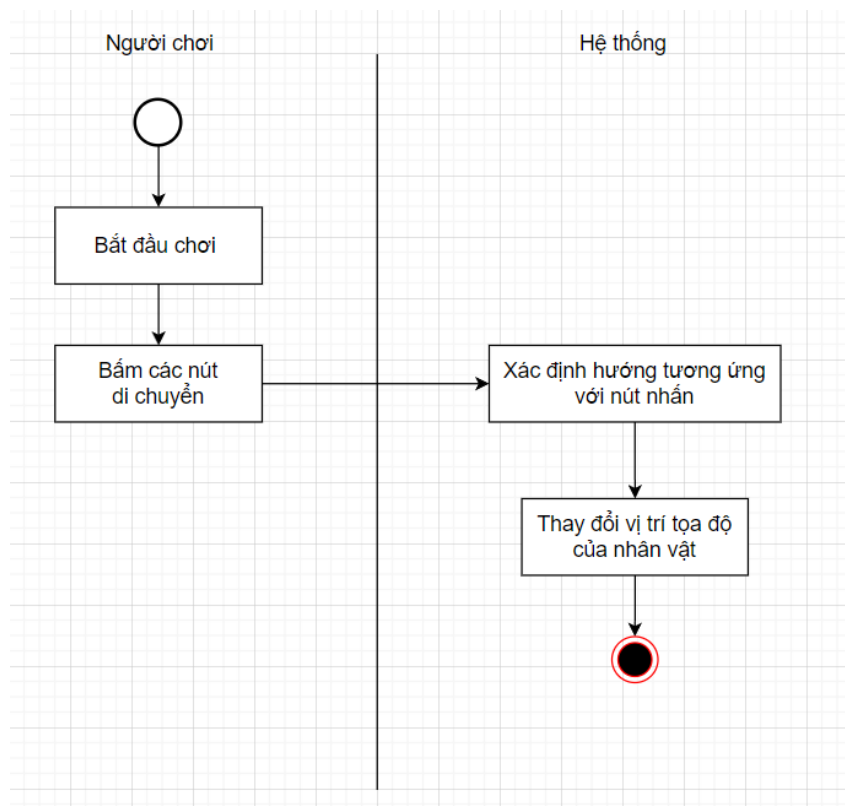 Người chơi
Hệ thống
Bắt đầu chơi
Bấm các nút
di chuyển
Xác định hướng tương ứng
với nút nhấn
Thay đổi vị trí tọa độ
của nhân vật